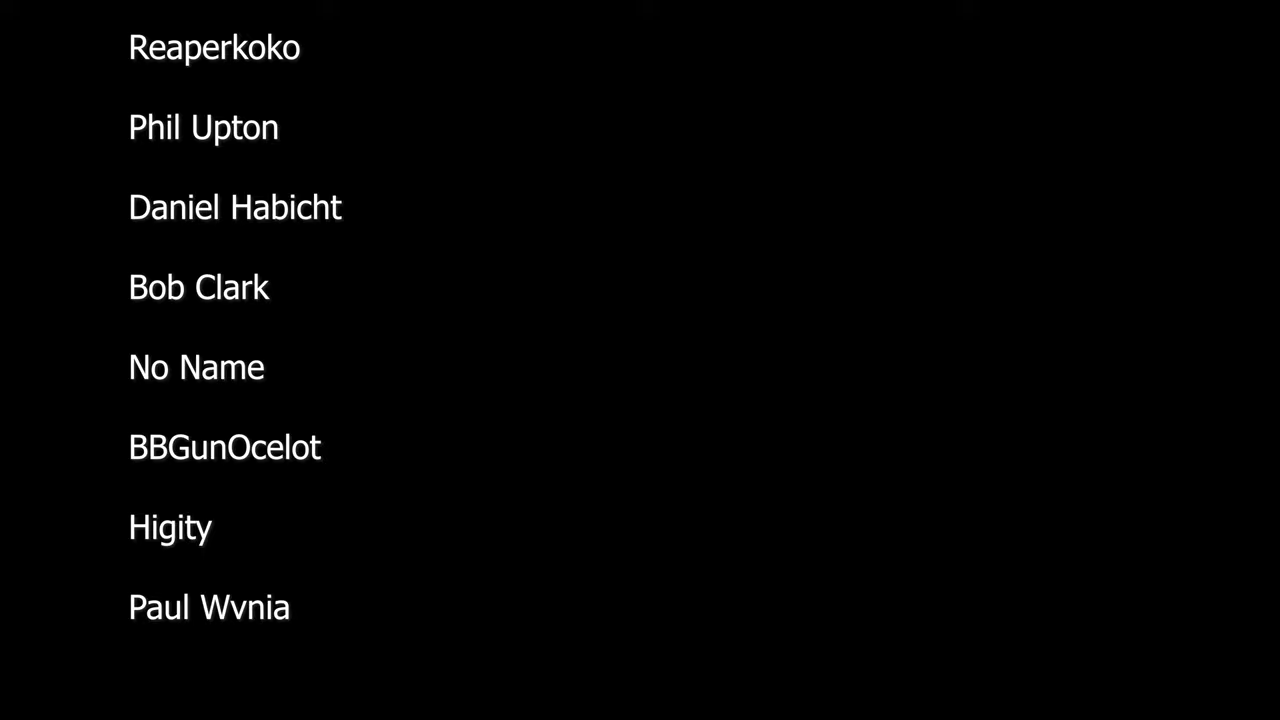 Reaperkoko
Phil Upton
Daniel Habicht
Bob Clark
No Name
BBGunOcelot
Higity
Paul Wvnia